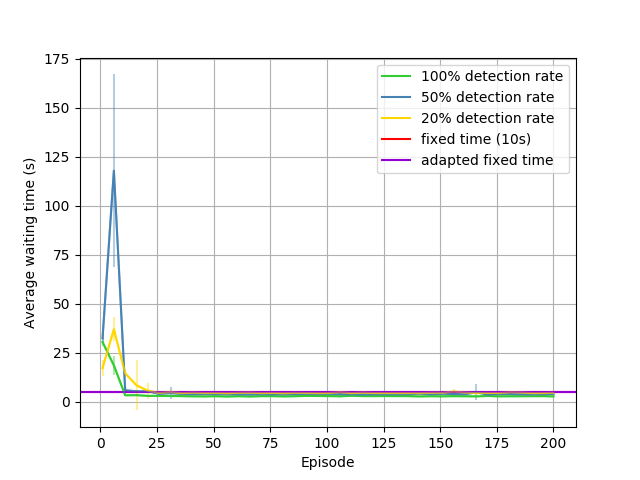 175
150
125
100
75
50
25
0
Average waiting time (s)
100% detection rate
50% detection rate
20% detection rate
fixed time (10s)
adapted fixed time
0 25 50 75 100 125 150 175 200
Episode